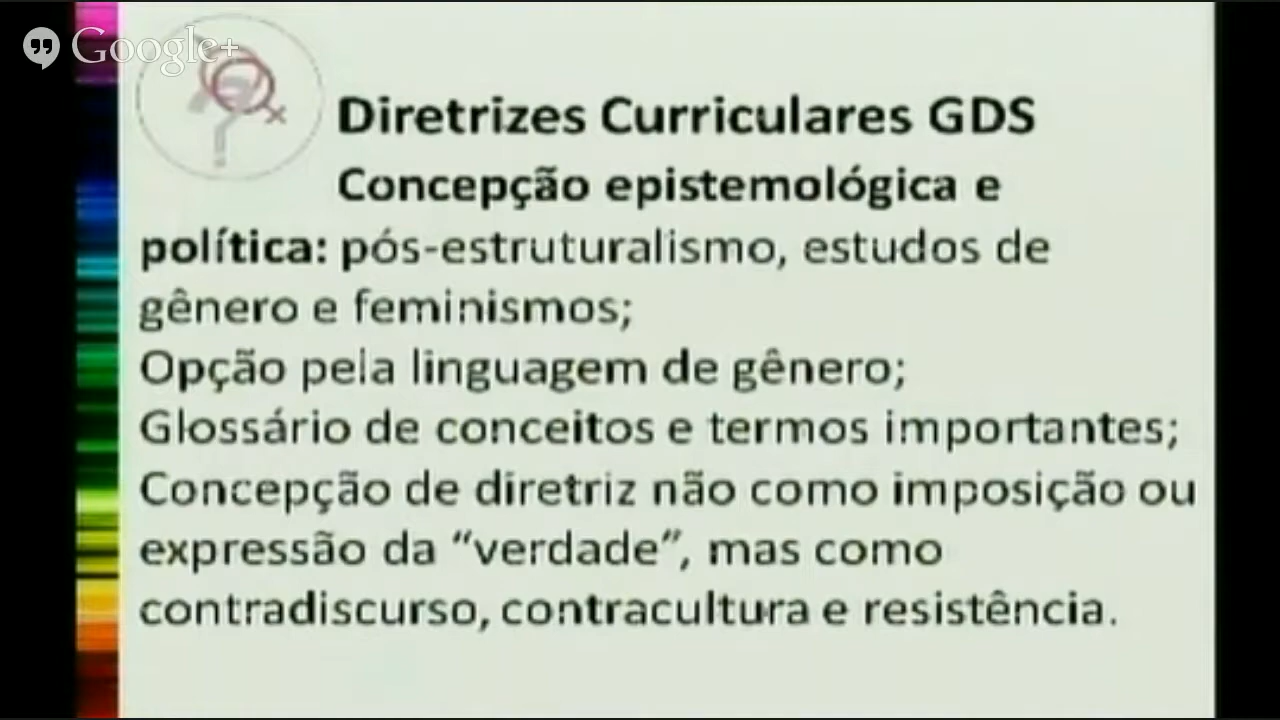 Google+
Diretrizes Curriculares GDS
Concepção epistemológica e
política: pós-estruturalismo, estudos de
gênero e feminismos;
Opção pela linguagem de gênero;
Glossário de conceitos e termos importantes;
Concepção de diretriz não como imposição ou
expressão da “verdade”, mas como
contradiscurso, contracultura e resistência.